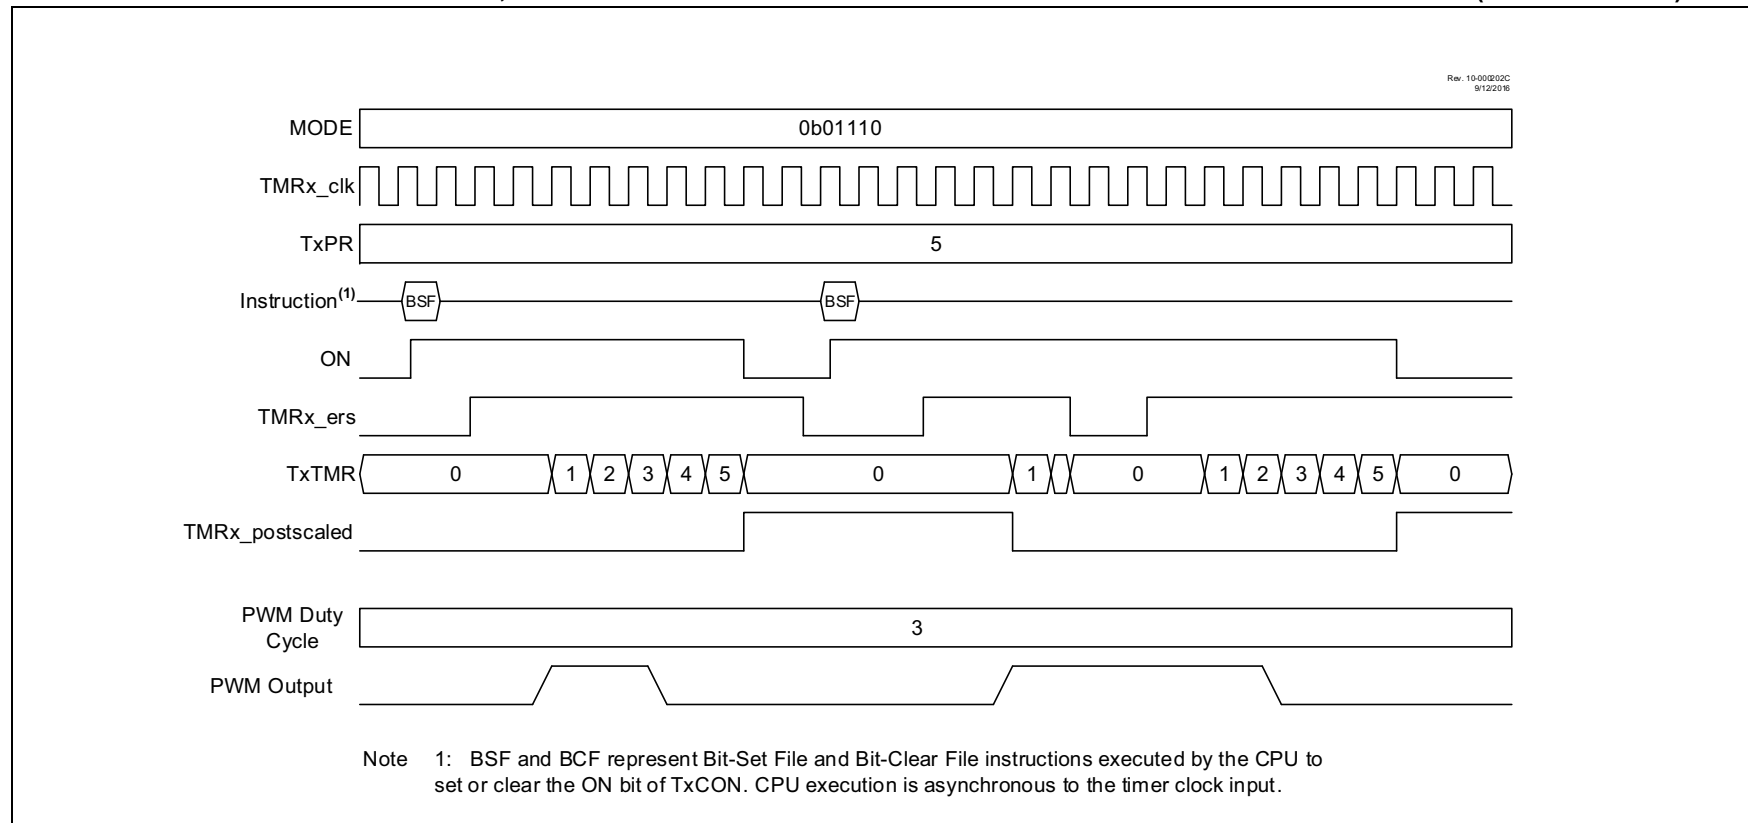 Rev. 10-000202C
9/12/2016
MODE 0b01110
TMRx_clk
TxPR 5
Instruction(1) BSF BSF
ON
TMRx_ers
TxTMR 0 1 2 3 4 5 0 1 0 1 2 3 4 5 0
TMRx_postscaled
PWM Duty
Cycle 3
PWM Output
Note 1: BSF and BCF represent Bit-Set File and Bit-Clear File instructions executed by the CPU to
set or clear the ON bit of TxCON. CPU execution is asynchronous to the timer clock input.